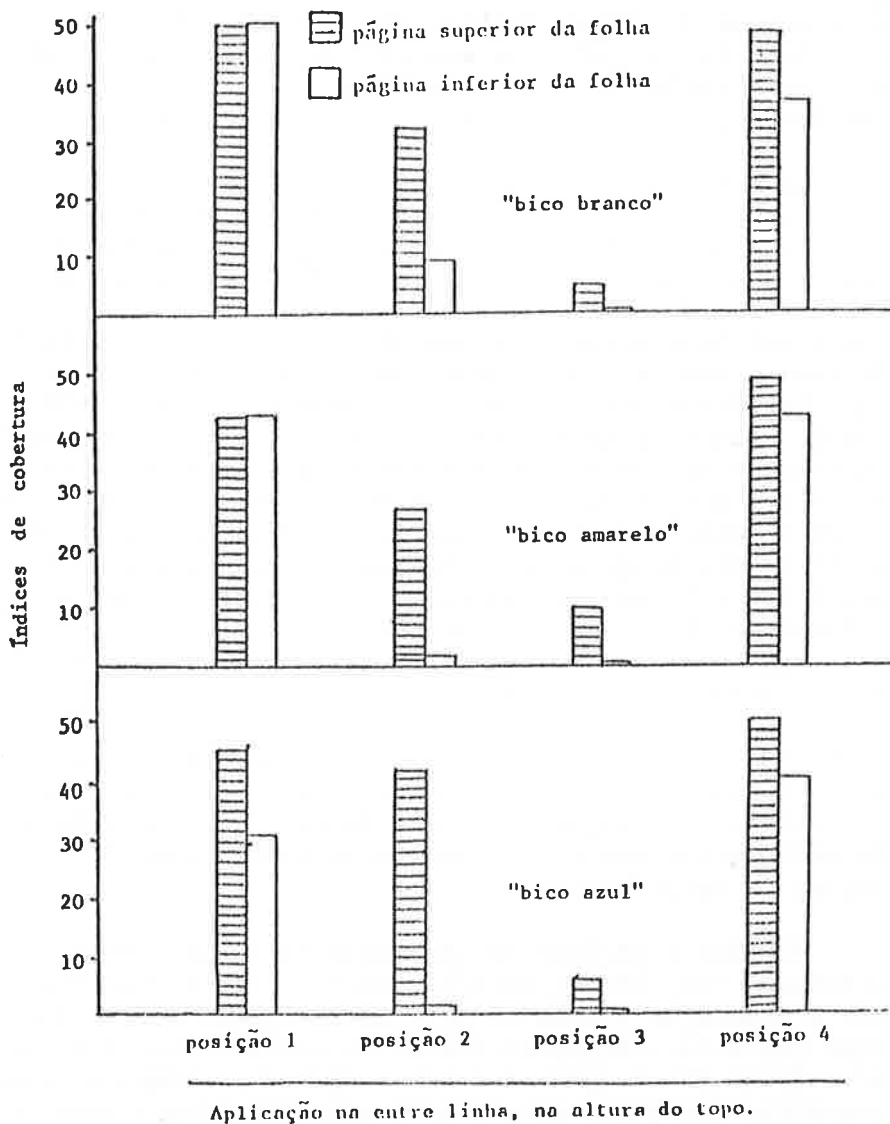 50
40
30
20
10
página superior da folha
página inferior da folha
"bico branco"
50
40
30
20
10
"bico amarelo"
50
40
30
20
10
"bico azul"
Índices de cobertura
posição 1 posição 2 posição 3 posição 4
Aplicação na entre linha, na altura do topo.